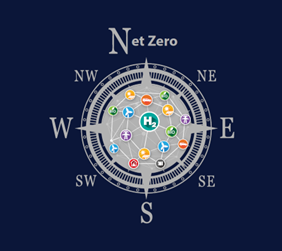 Net Zero
NW NE
W H₂ E
SW SE
S